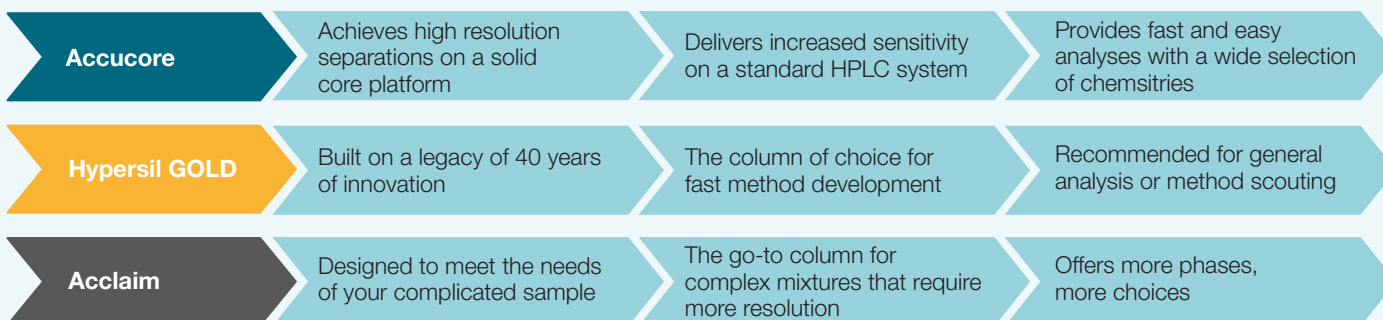 Accucore
Achieves high resolution
separations on a solid
core platform
Delivers increased sensitivity
on a standard HPLC system
Provides fast and easy
analyses with a wide selection
of chemsitries
Hypersil GOLD
Built on a legacy of 40 years
of innovation
The column of choice for
fast method development
Recommended for general
analysis or method scouting
Acclaim
Designed to meet the needs
of your complicated sample
The go-to column for
complex mixtures that require
more resolution
Offers more phases,
more choices